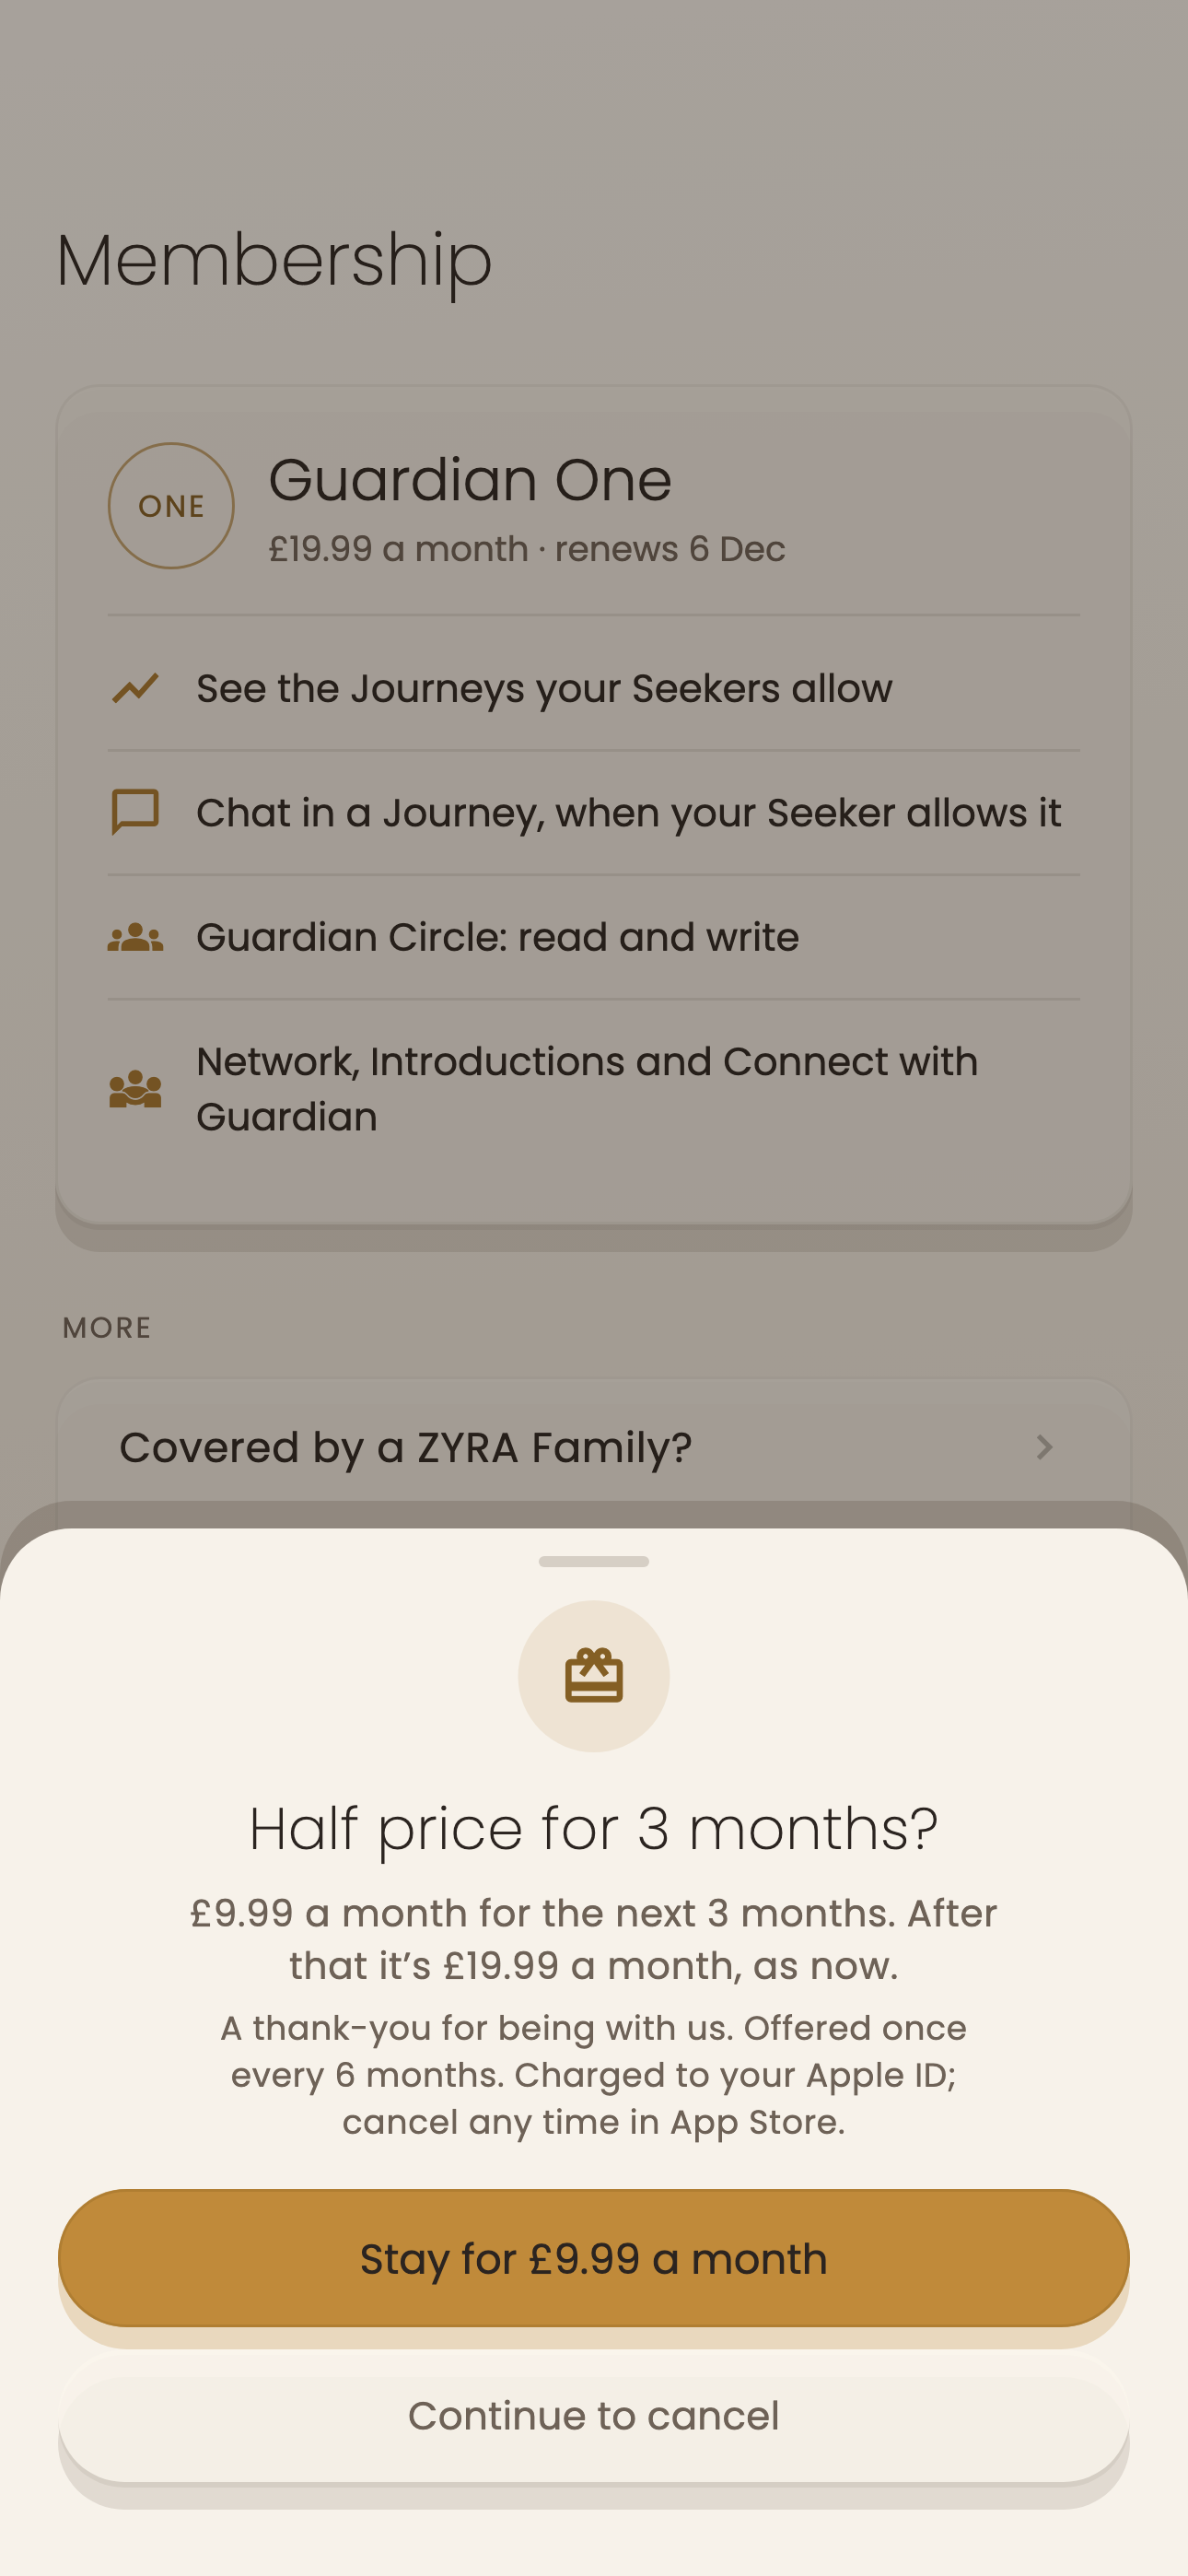 Membership
ONE
Guardian One
£19.99 a month · renews 6 Dec
See the Journeys your Seekers allow
Chat in a Journey, when your Seeker allows it
Guardian Circle: read and write
Network, Introductions and Connect with
Guardian
MORE
Covered by a ZYRA Family?
Half price for 3 months?
£9.99 a month for the next 3 months. After
that it’s £19.99 a month, as now.
A thank-you for being with us. Offered once
every 6 months. Charged to your Apple ID;
cancel any time in App Store.
Stay for £9.99 a month
Continue to cancel